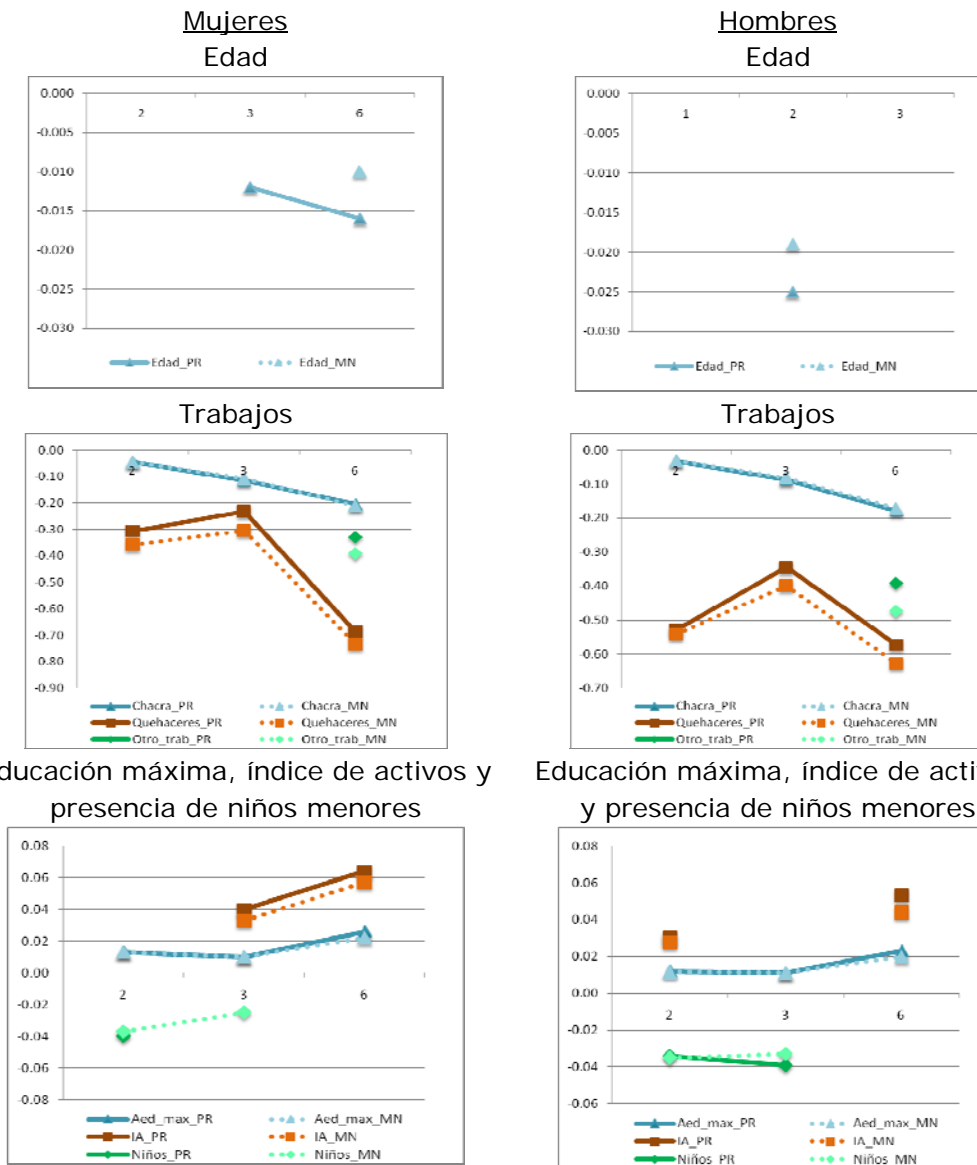 Mujeres
Edad
0.000
2 3 6
-0.005
-0.010
-0.015
-0.020
-0.025
-0.030
Edad_PR Edad_MN
Hombres
Edad
0.000
1 2 3
-0.005
-0.010
-0.015
-0.020
-0.025
-0.030
Edad_PR Edad_MN
Trabajos
0.00
2 3 6
-0.10
-0.20
-0.30
-0.40
-0.50
-0.60
-0.70
-0.80
-0.90
Chacra_PR Chacra_MN
Quehaceres_PR Quehaceres_MN
Otro_trab_PR Otro_trab_MN
Trabajos
0.00
2 3 6
-0.10
-0.20
-0.30
-0.40
-0.50
-0.60
-0.70
Chacra_PR Chacra_MN
Quehaceres_PR Quehaceres_MN
Otro_trab_PR Otro_trab_MN
ducación máxima, índice de activos y
presencia de niños menores
0.08
0.06
0.04
0.02
0.00
2 3 6
-0.02
-0.04
-0.06
-0.08
Aed_max_PR Aed_max_MN
IA_PR IA_MN
Niños_PR Niños_MN
Educación máxima, índice de acti
y presencia de niños menores
0.08
0.06
0.04
0.02
0.00
2 3 6
-0.02
-0.04
-0.06
Aed_max_PR Aed_max_MN
IA_PR IA_MN
Niños_PR Niños_MN